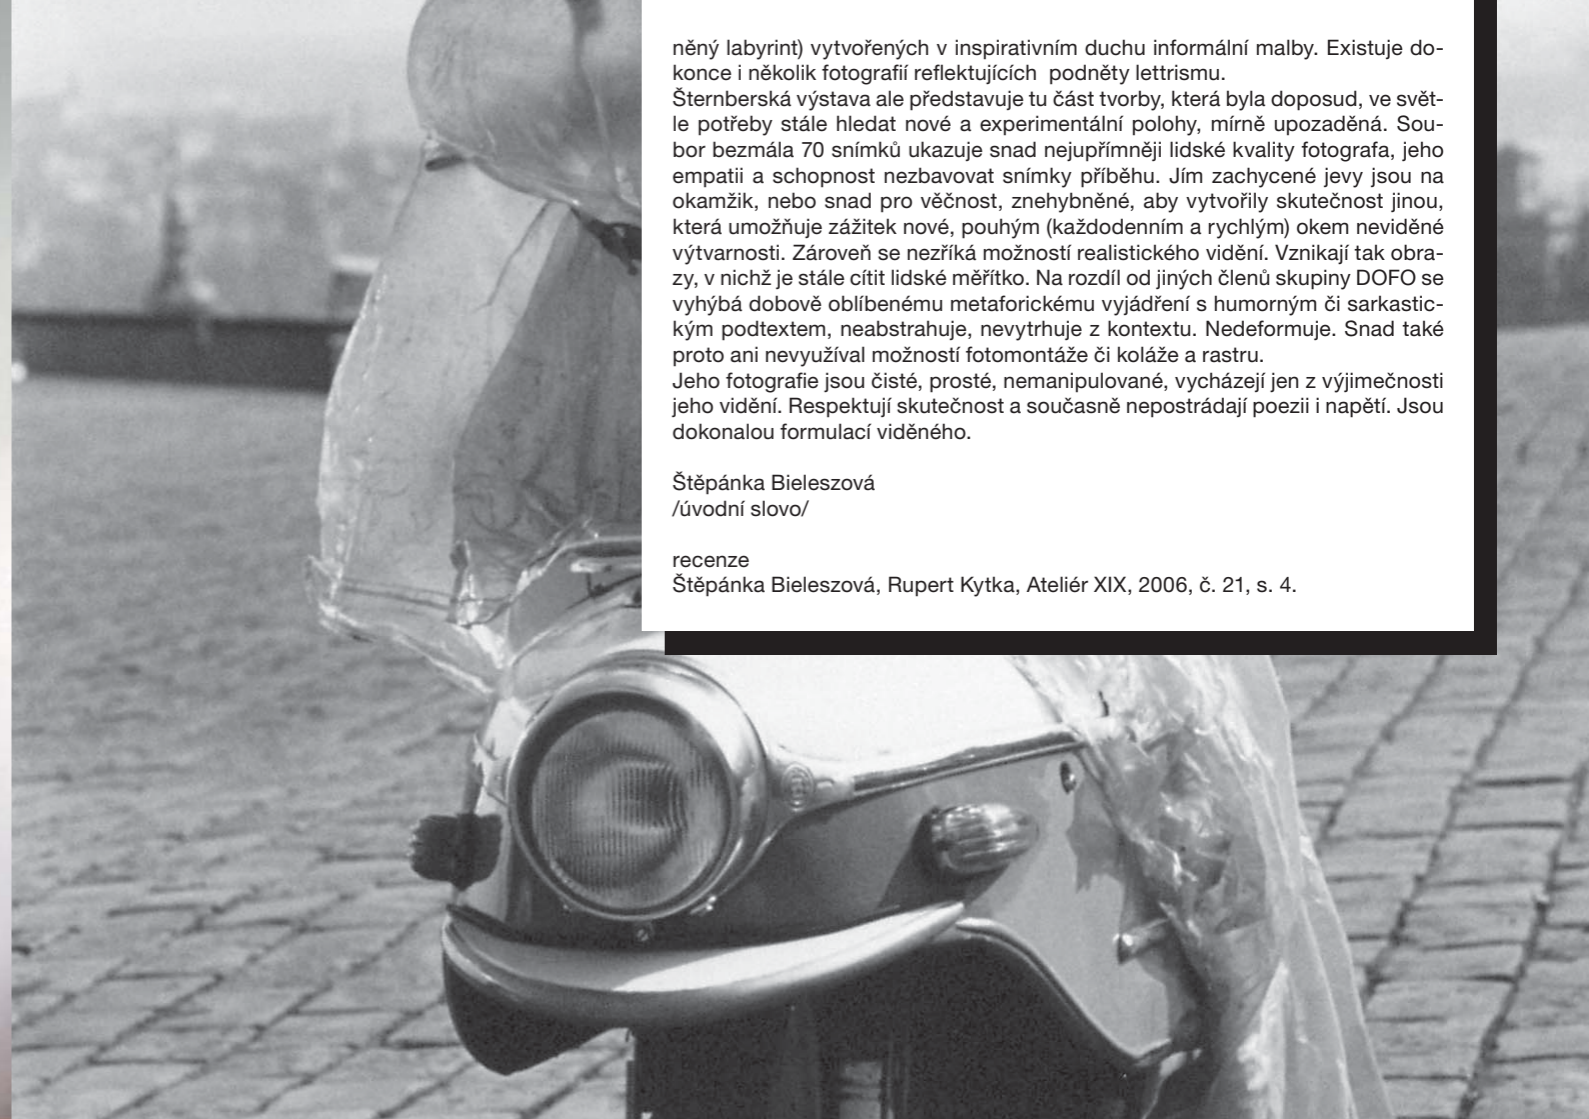 něný labyrint) vytvořených v inspirativním duchu informální malby. Existuje do-
konce i několik fotografií reflektujících  podněty lettrismu.
Šternberská výstava ale představuje tu část tvorby, která byla doposud, ve svět-
le potřeby stále hledat nové a experimentální polohy, mírně upozaděná. Sou-
bor bezmála 70 snímků ukazuje snad nejupřímněji lidské kvality fotografa, jeho
empatii a schopnost nezbavovat snímky příběhu. Jím zachycené jevy jsou na
okamžik, nebo snad pro věčnost, znehybněné, aby vytvořily skutečnost jinou,
která umožňuje zážitek nové, pouhým (každodenním a rychlým) okem neviděné
výtvarnosti. Zároveň se nezříká možností realistického vidění. Vznikají tak obra-
zy, v nichž je stále cítit lidské měřítko. Na rozdíl od jiných členů skupiny DOFO se
vyhýbá dobově oblíbenému metaforickému vyjádření s humorným či sarkastic-
kým podtextem, neabstrahuje, nevytrhuje z kontextu. Nedeformuje. Snad také
proto ani nevyužíval možností fotomontáže či koláže a rastru.
Jeho fotografie jsou čisté, prosté, nemanipulované, vycházejí jen z výjimečnosti
jeho vidění. Respektují skutečnost a současně nepostrádají poezii i napětí. Jsou
dokonalou formulací viděného.
Štěpánka Bieleszová
/úvodní slovo/
recenze
Štěpánka Bieleszová, Rupert Kytka, Ateliér XIX, 2006, č. 21, s. 4.